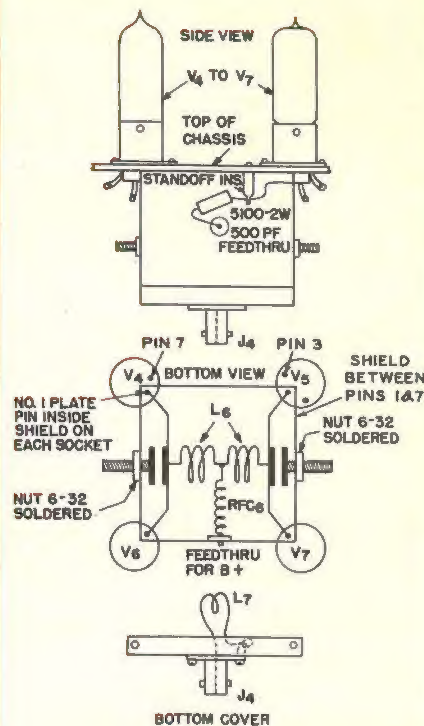 SIDE VIEW
V4 TO V7
TOP OF
CHASSIS
STANDOFF INS
5100-2W
500 PF
FEEDTHRU
J4
PIN 7
PIN 3
V4
BOTTOM VIEW
V5
SHIELD
BETWEEN
PINS 1&7
NO. 1 PLATE
PIN INSIDE
SHIELD ON
EACH SOCKET
L6
NUT 6-32
SOLDERED
NUT 6-32
SOLDERED
RFC6
V6
FEEDTHRU
FOR B+
V7
L7
J4
BOTTOM COVER